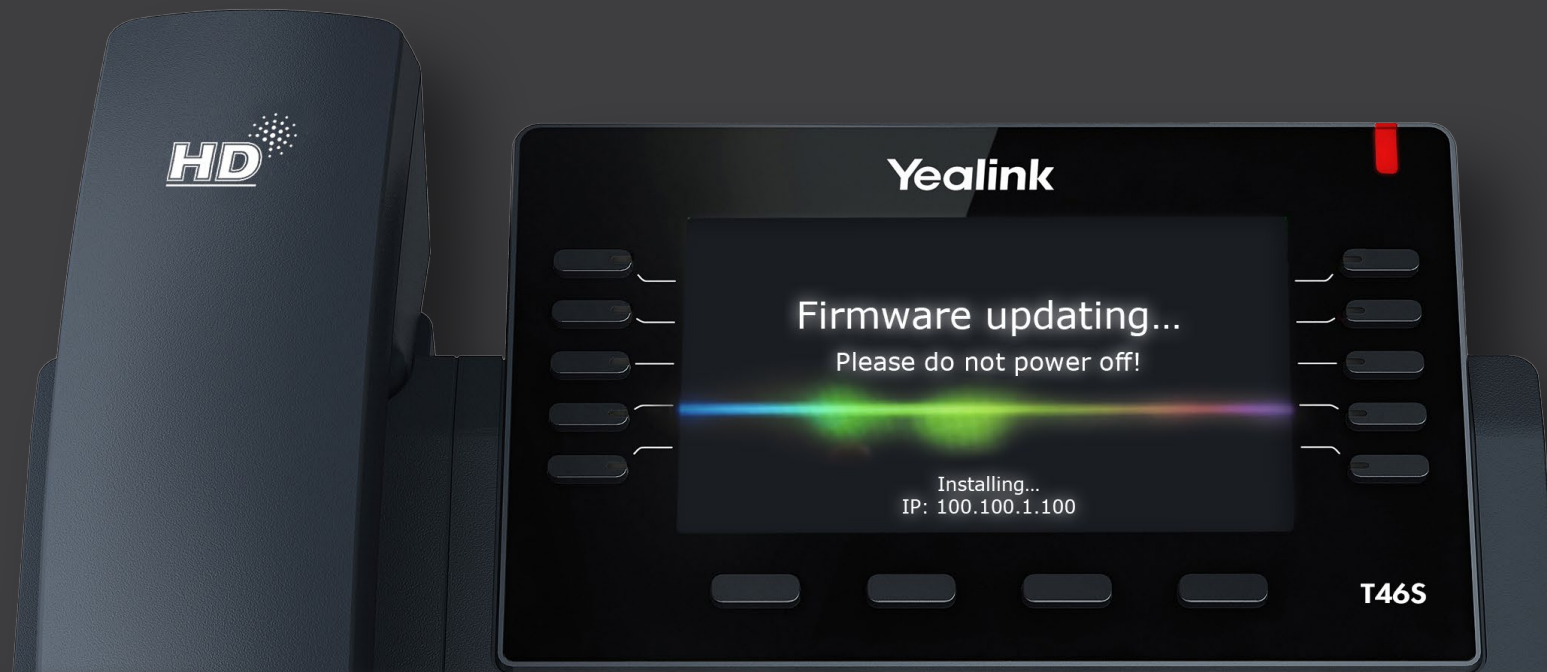 HD
Yealink
Firmware updating...
Please do not power off!
Installing...
IP: 100.100.1.100
T46S